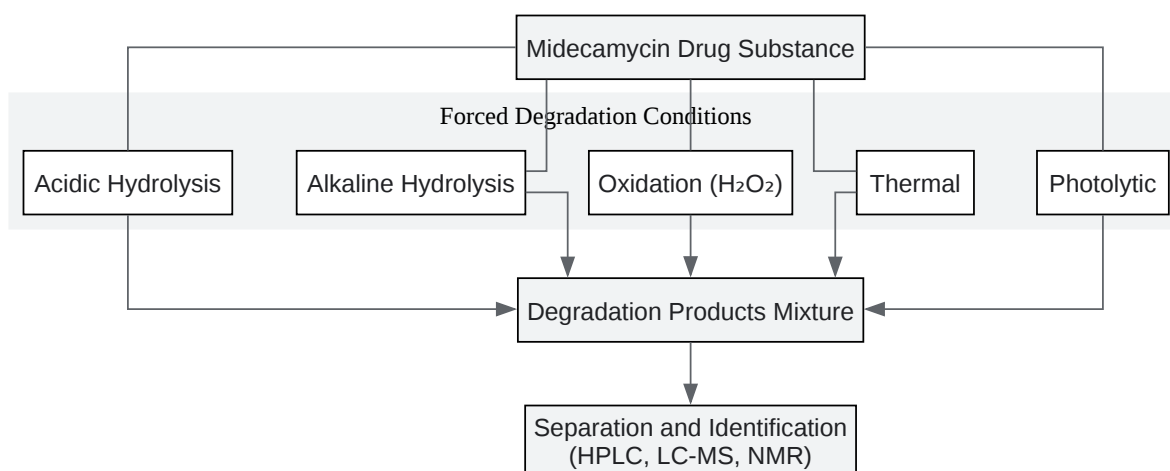 Midecamycin Drug Substance
Forced Degradation Conditions
Acidic Hydrolysis
Alkaline Hydrolysis
Oxidation (H₂O₂)
Thermal
Photolytic
Degradation Products Mixture
Separation and Identification
(HPLC, LC-MS, NMR)